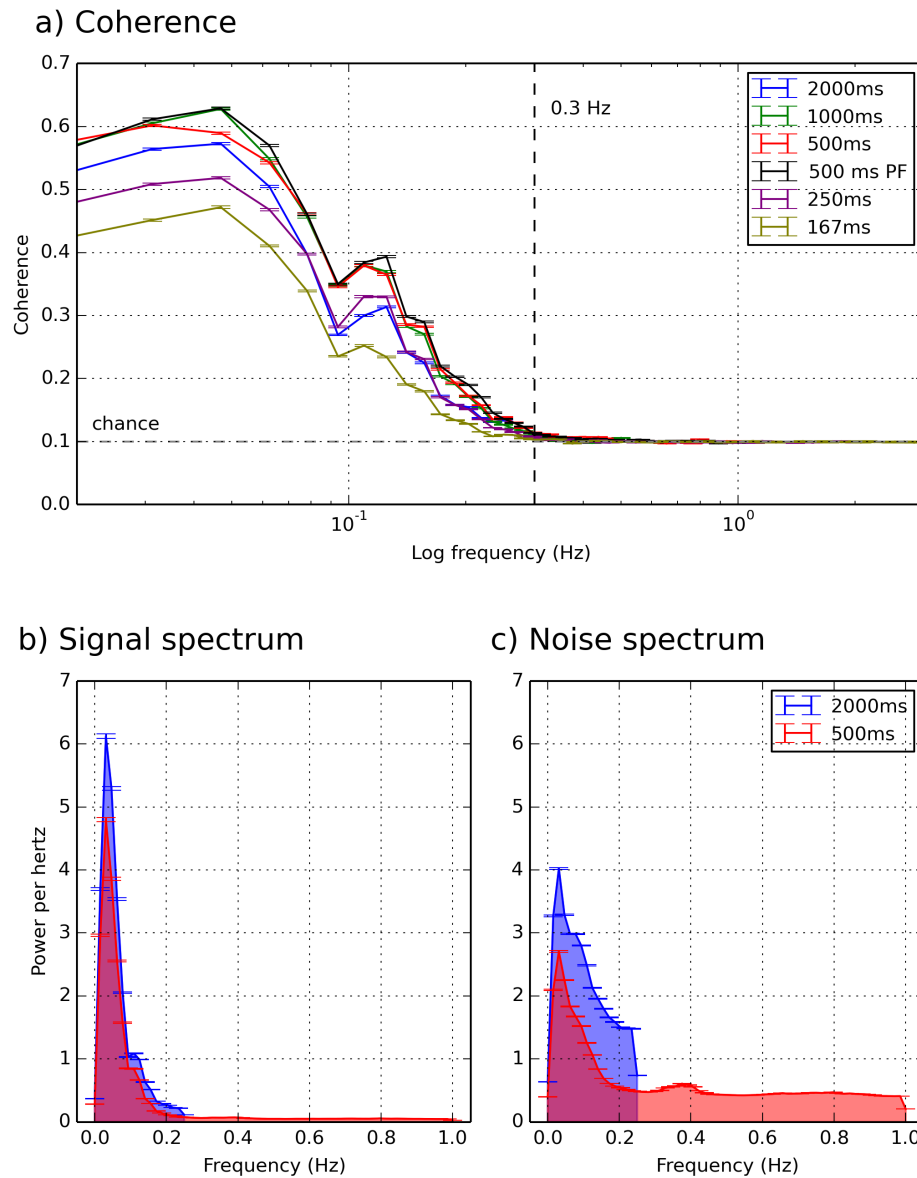 a) Coherence
0.7
0.6
0.5
0.4
0.3
0.2
0.1
0.0
Coherence
chance
0.3 Hz
2000ms
1000ms
500ms
500 ms PF
250ms
167ms
10⁻¹
10⁰
Log frequency (Hz)
b) Signal spectrum
7
6
5
4
3
2
1
0
Power per hertz
0.0 0.2 0.4 0.6 0.8 1.0
Frequency (Hz)
c) Noise spectrum
7
6
5
4
3
2
1
0
2000ms
500ms
0.0 0.2 0.4 0.6 0.8 1.0
Frequency (Hz)